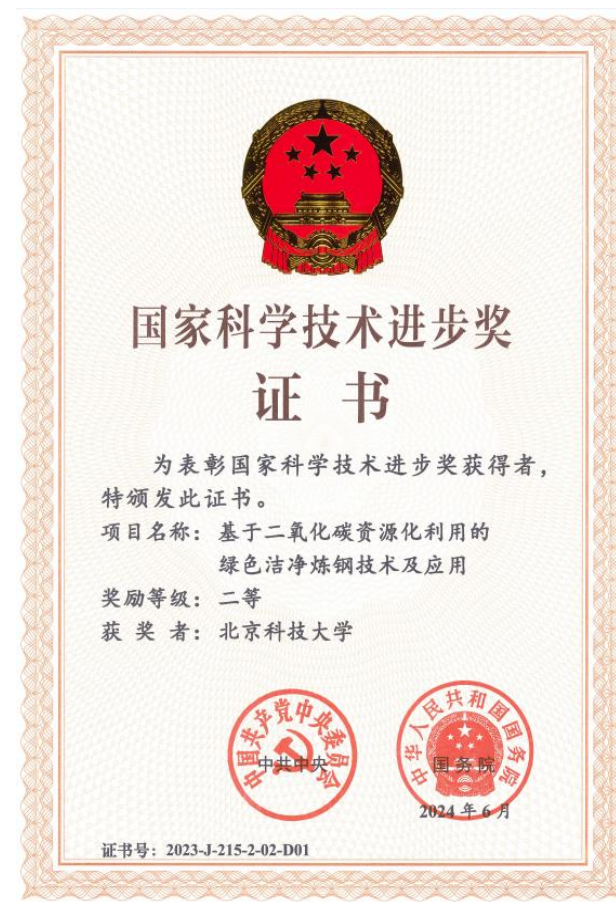 国家科学技术进步奖
证 书
为表彰国家科学技术进步奖获得者，
特颁发此证书。
项目名称： 基于二氧化碳资源化利用的
绿色洁净炼钢技术及应用
奖励等级： 二等
获 奖 者： 北京科技大学
中国共产党中央委员会
中共中央
中华人民共和国国务院
国务院
2024 年 6 月
证书号： 2023-J-215-2-02-D01